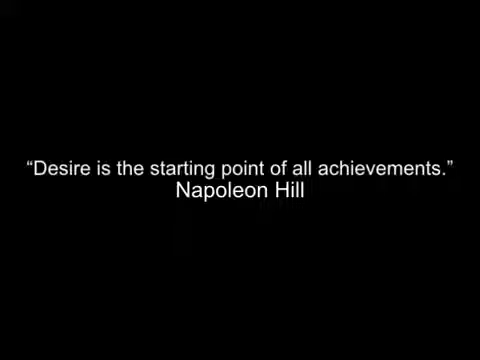 “Desire is the starting point of all achievements.”
Napoleon Hill